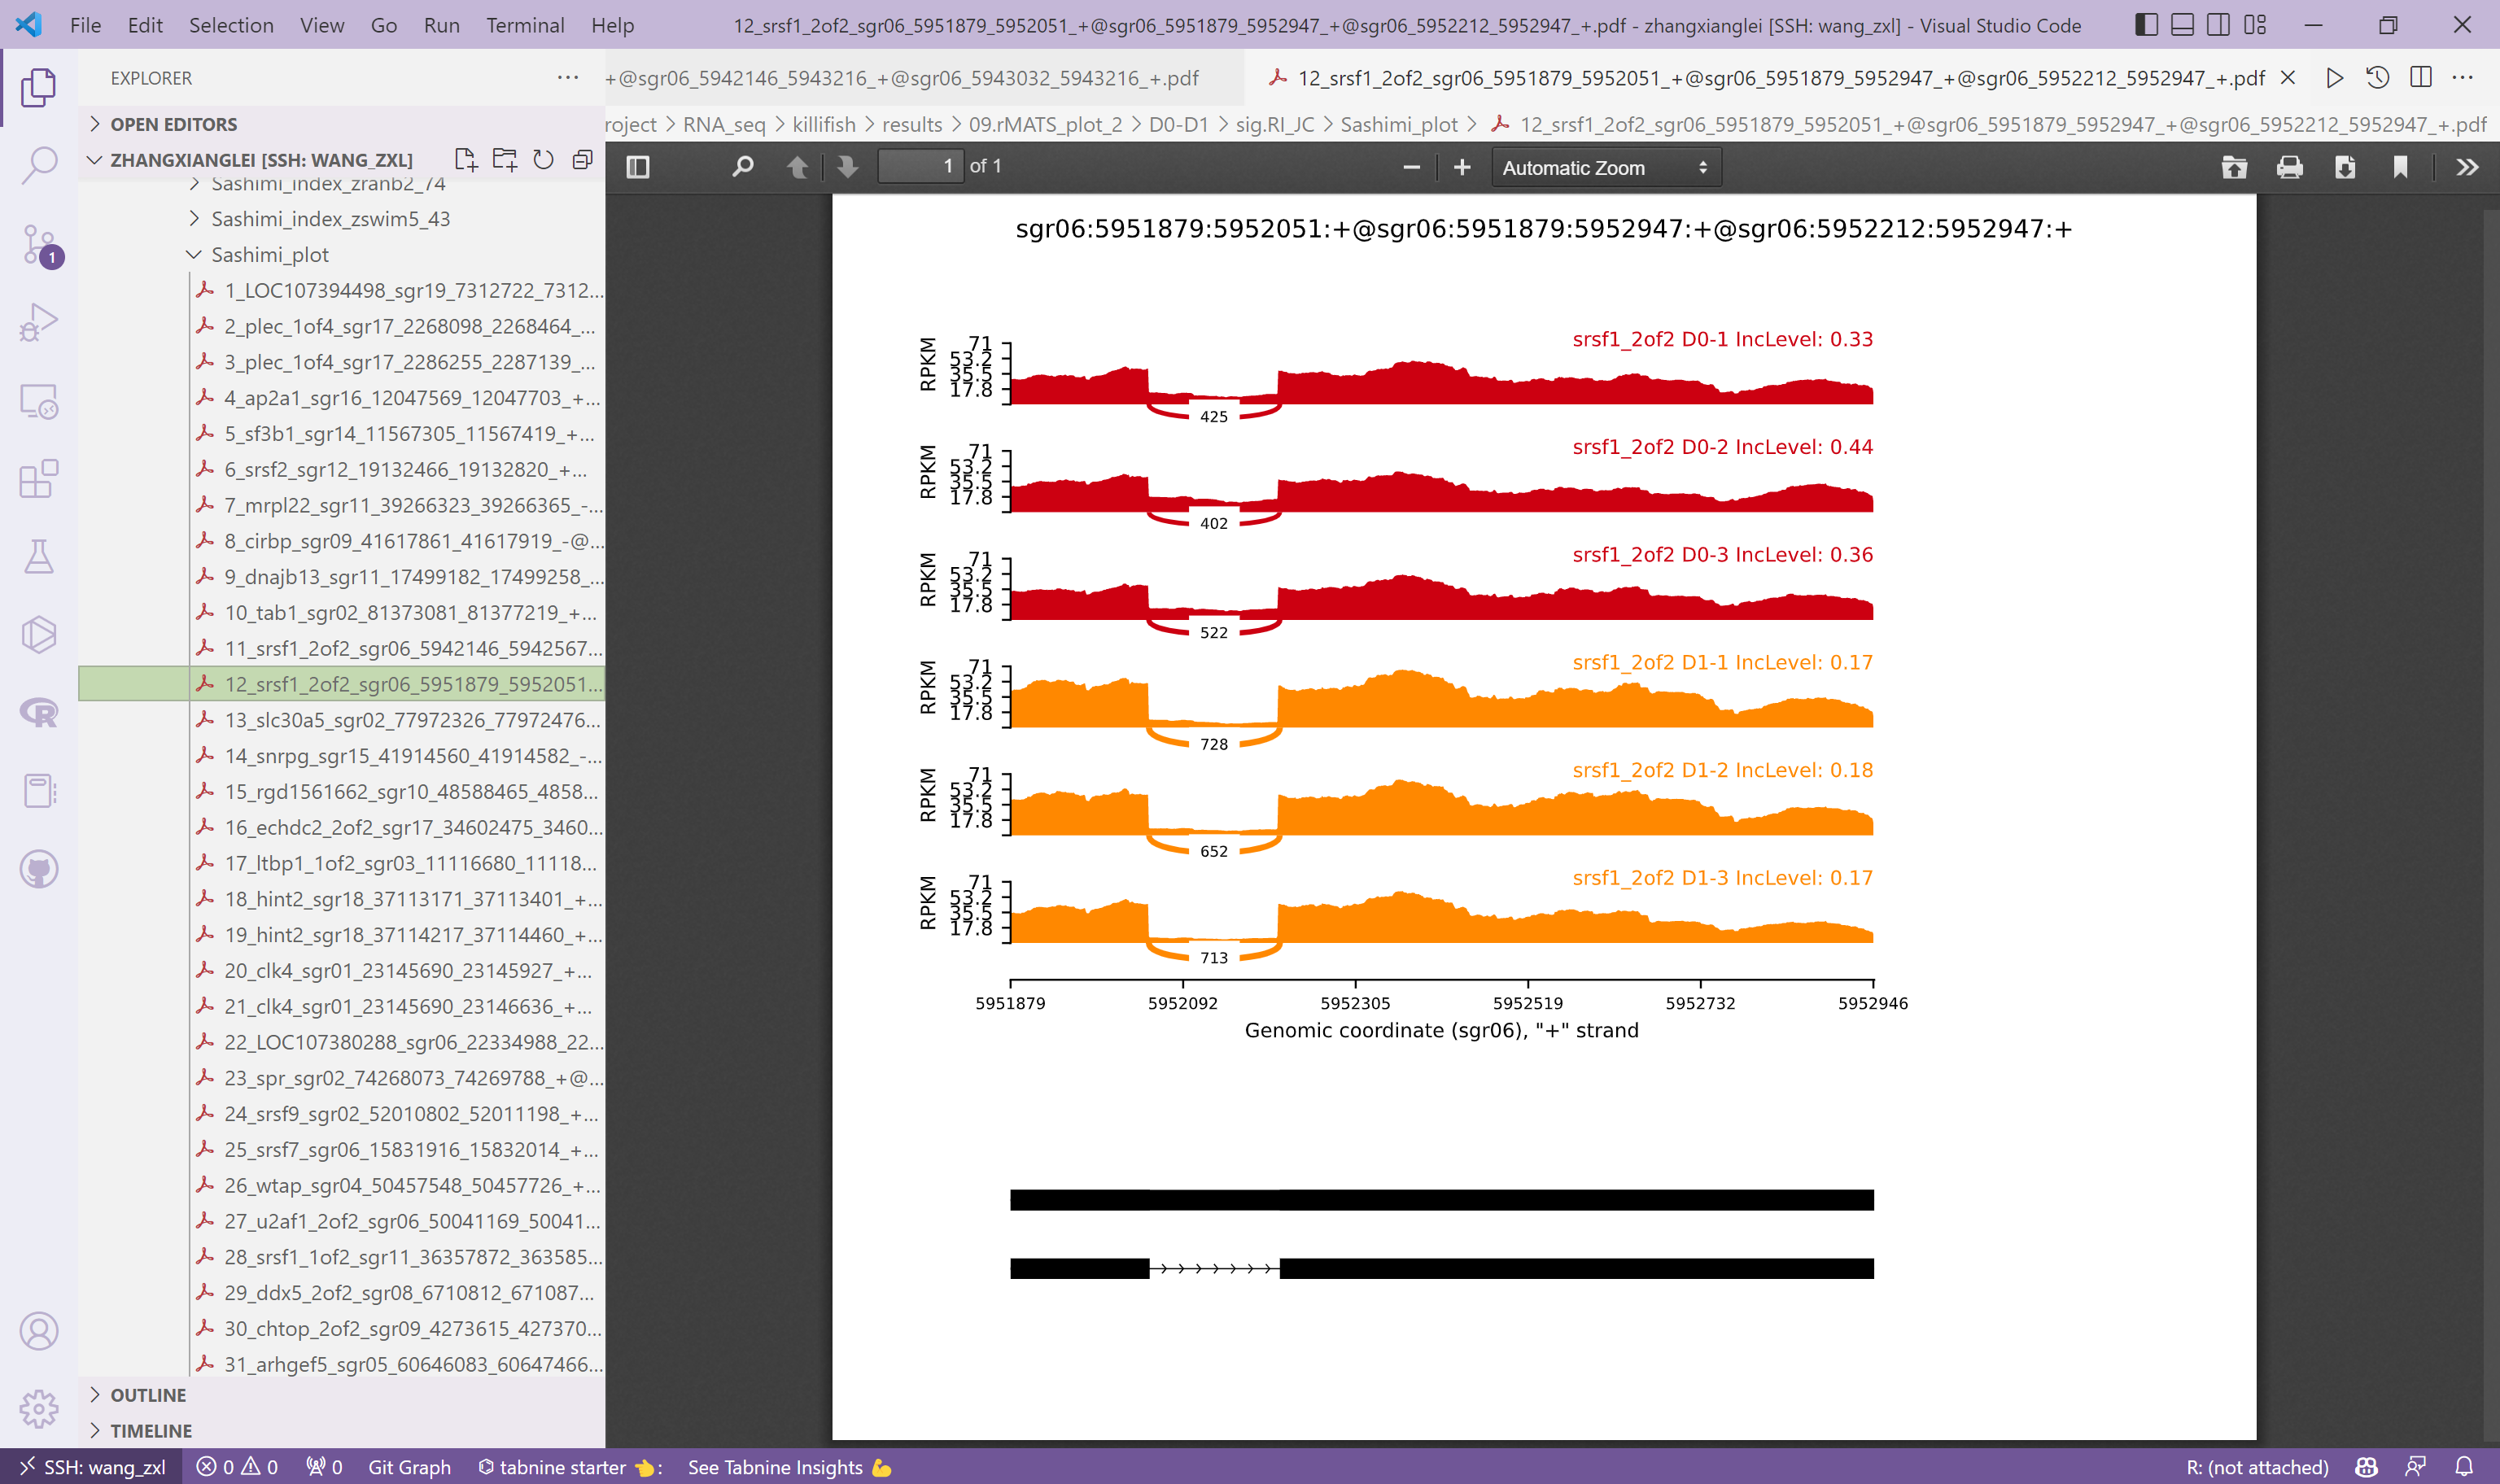 File Edit Selection View Go Run Terminal Help
12_srsf1_2of2_sgr06_5951879_5952051_+@sgr06_5951879_5952947_+@sgr06_5952212_5952947_+.pdf - zhangxianglei [SSH: wang_zxl] - Visual Studio Code
EXPLORER
+@sgr06_5942146_5943216_+@sgr06_5943032_5943216_+.pdf
12_srsf1_2of2_sgr06_5951879_5952051_+@sgr06_5951879_5952947_+@sgr06_5952212_5952947_+.pdf
roject > RNA_seq > killifish > results > 09.rMATS_plot_2 > D0-D1 > sig.RI_JC > Sashimi_plot > 12_srsf1_2of2_sgr06_5951879_5952051_+@sgr06_5951879_5952947_+@sgr06_5952212_5952947_+.pdf
OPEN EDITORS
ZHANGXIANGLEI [SSH: WANG_ZXL]
Sashimi_index_zranb2_74
Sashimi_index_zswim5_43
Sashimi_plot
1_LOC107394498_sgr19_7312722_7312...
2_plec_1of4_sgr17_2268098_2268464_...
3_plec_1of4_sgr17_2286255_2287139_...
4_ap2a1_sgr16_12047569_12047703_+...
5_sf3b1_sgr14_11567305_11567419_+...
6_srsf2_sgr12_19132466_19132820_+...
7_mrpl22_sgr11_39266323_39266365_-...
8_cirbp_sgr09_41617861_41617919_-@...
9_dnajb13_sgr11_17499182_17499258_...
10_tab1_sgr02_81373081_81377219_+...
11_srsf1_2of2_sgr06_5942146_5942567...
12_srsf1_2of2_sgr06_5951879_5952051...
13_slc30a5_sgr02_77972326_77972476...
14_snrpg_sgr15_41914560_41914582_-...
15_rgd1561662_sgr10_48588465_4858...
16_echdc2_2of2_sgr17_34602475_3460...
17_ltbp1_1of2_sgr03_11116680_11118...
18_hint2_sgr18_37113171_37113401_+...
19_hint2_sgr18_37114217_37114460_+...
20_clk4_sgr01_23145690_23145927_+...
21_clk4_sgr01_23145690_23146636_+...
22_LOC107380288_sgr06_22334988_22...
23_spr_sgr02_74268073_74269788_+@...
24_srsf9_sgr02_52010802_52011198_+...
25_srsf7_sgr06_15831916_15832014_+...
26_wtap_sgr04_50457548_50457726_+...
27_u2af1_2of2_sgr06_50041169_50041...
28_srsf1_1of2_sgr11_36357872_363585...
29_ddx5_2of2_sgr08_6710812_671087...
30_chtop_2of2_sgr09_4273615_427370...
31_arhgef5_sgr05_60646083_60647466...
OUTLINE
TIMELINE
1
1 of 1
Automatic Zoom
sgr06:5951879:5952051:+@sgr06:5951879:5952947:+@sgr06:5952212:5952947:+
RPKM
71
53.2
35.5
17.8
srsf1_2of2 D0-1 IncLevel: 0.33
425
RPKM
71
53.2
35.5
17.8
srsf1_2of2 D0-2 IncLevel: 0.44
402
RPKM
71
53.2
35.5
17.8
srsf1_2of2 D0-3 IncLevel: 0.36
522
RPKM
71
53.2
35.5
17.8
srsf1_2of2 D1-1 IncLevel: 0.17
728
RPKM
71
53.2
35.5
17.8
srsf1_2of2 D1-2 IncLevel: 0.18
652
RPKM
71
53.2
35.5
17.8
srsf1_2of2 D1-3 IncLevel: 0.17
713
5951879 5952092 5952305 5952519 5952732 5952946
Genomic coordinate (sgr06), "+" strand
SSH: wang_zxl 0 0 0 Git Graph tabnine starter 👈: See Tabnine Insights 💪 R: (not attached)